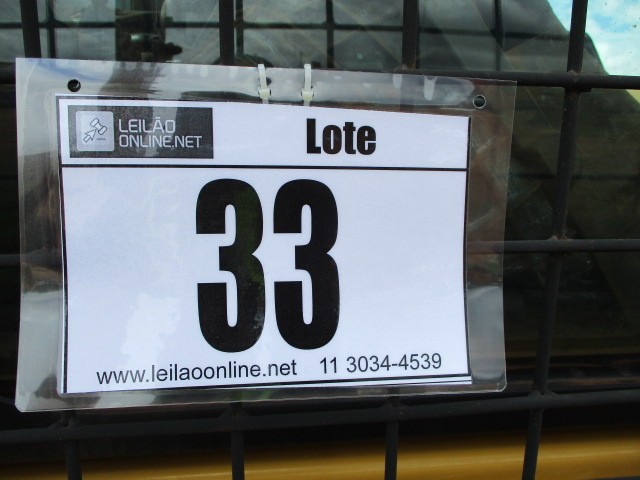 LEILÃO
ONLINE.NET
Lote
33
www.leilaoonline.net 11 3034-4539